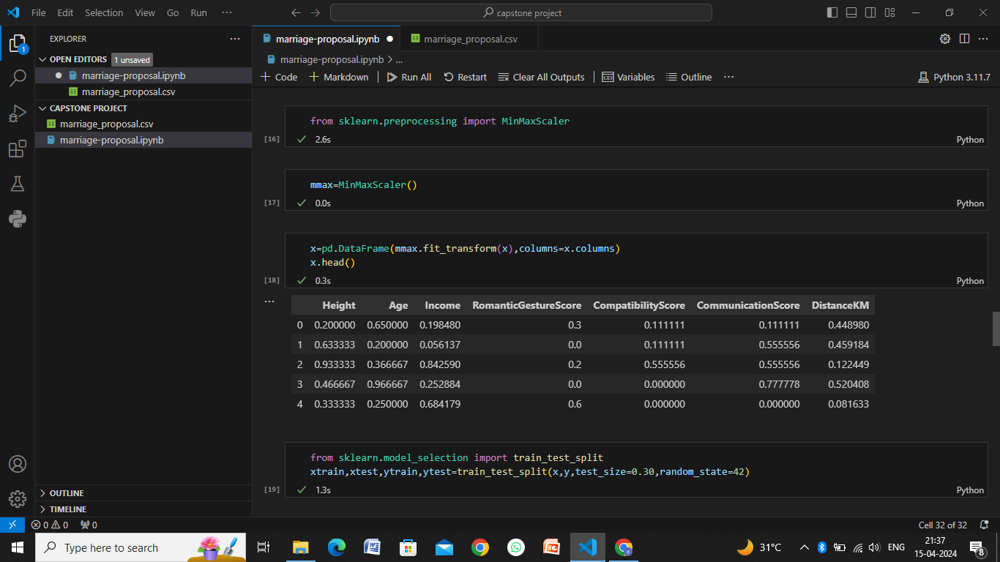 File Edit Selection View Go Run ··· capstone project
EXPLORER ···
OPEN EDITORS 1 unsaved
marriage-proposal.ipynb
marriage_proposal.csv
CAPSTONE PROJECT
marriage_proposal.csv
marriage-proposal.ipynb
OUTLINE
TIMELINE
1
marriage-proposal.ipynb marriage_proposal.csv ···
marriage-proposal.ipynb > ...
+ Code + Markdown Run All Restart Clear All Outputs Variables Outline ··· Python 3.11.7
from sklearn.preprocessing import MinMaxScaler
[16] 2.6s Python
mmax=MinMaxScaler()
[17] 0.0s Python
x=pd.DataFrame(mmax.fit_transform(x),columns=x.columns)
x.head()
[18] 0.3s Python
···
Height Age Income RomanticGestureScore CompatibilityScore CommunicationScore DistanceKM
0 0.200000 0.650000 0.198480 0.3 0.111111 0.111111 0.448980
1 0.633333 0.200000 0.056137 0.0 0.111111 0.555556 0.459184
2 0.933333 0.366667 0.842590 0.2 0.555556 0.555556 0.122449
3 0.466667 0.966667 0.252884 0.0 0.000000 0.777778 0.520408
4 0.333333 0.250000 0.684179 0.6 0.000000 0.000000 0.081633
from sklearn.model_selection import train_test_split
xtrain,xtest,ytrain,ytest=train_test_split(x,y,test_size=0.30,random_state=42)
[19] 1.3s Python
0 0 0 Cell 32 of 32
Type here to search 31°C ENG 21:37
15-04-2024 8